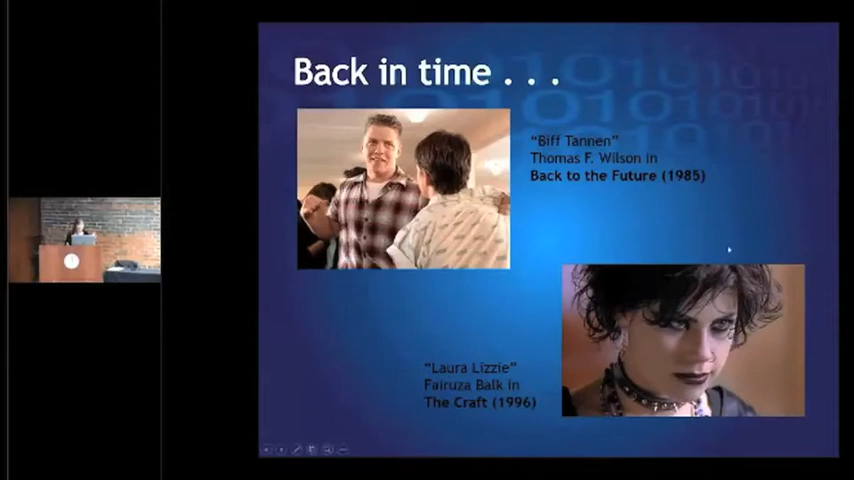 Back in time . . .
“Biff Tannen”
Thomas F. Wilson in
Back to the Future (1985)
“Laura Lizzie”
Fairuza Balk in
The Craft (1996)